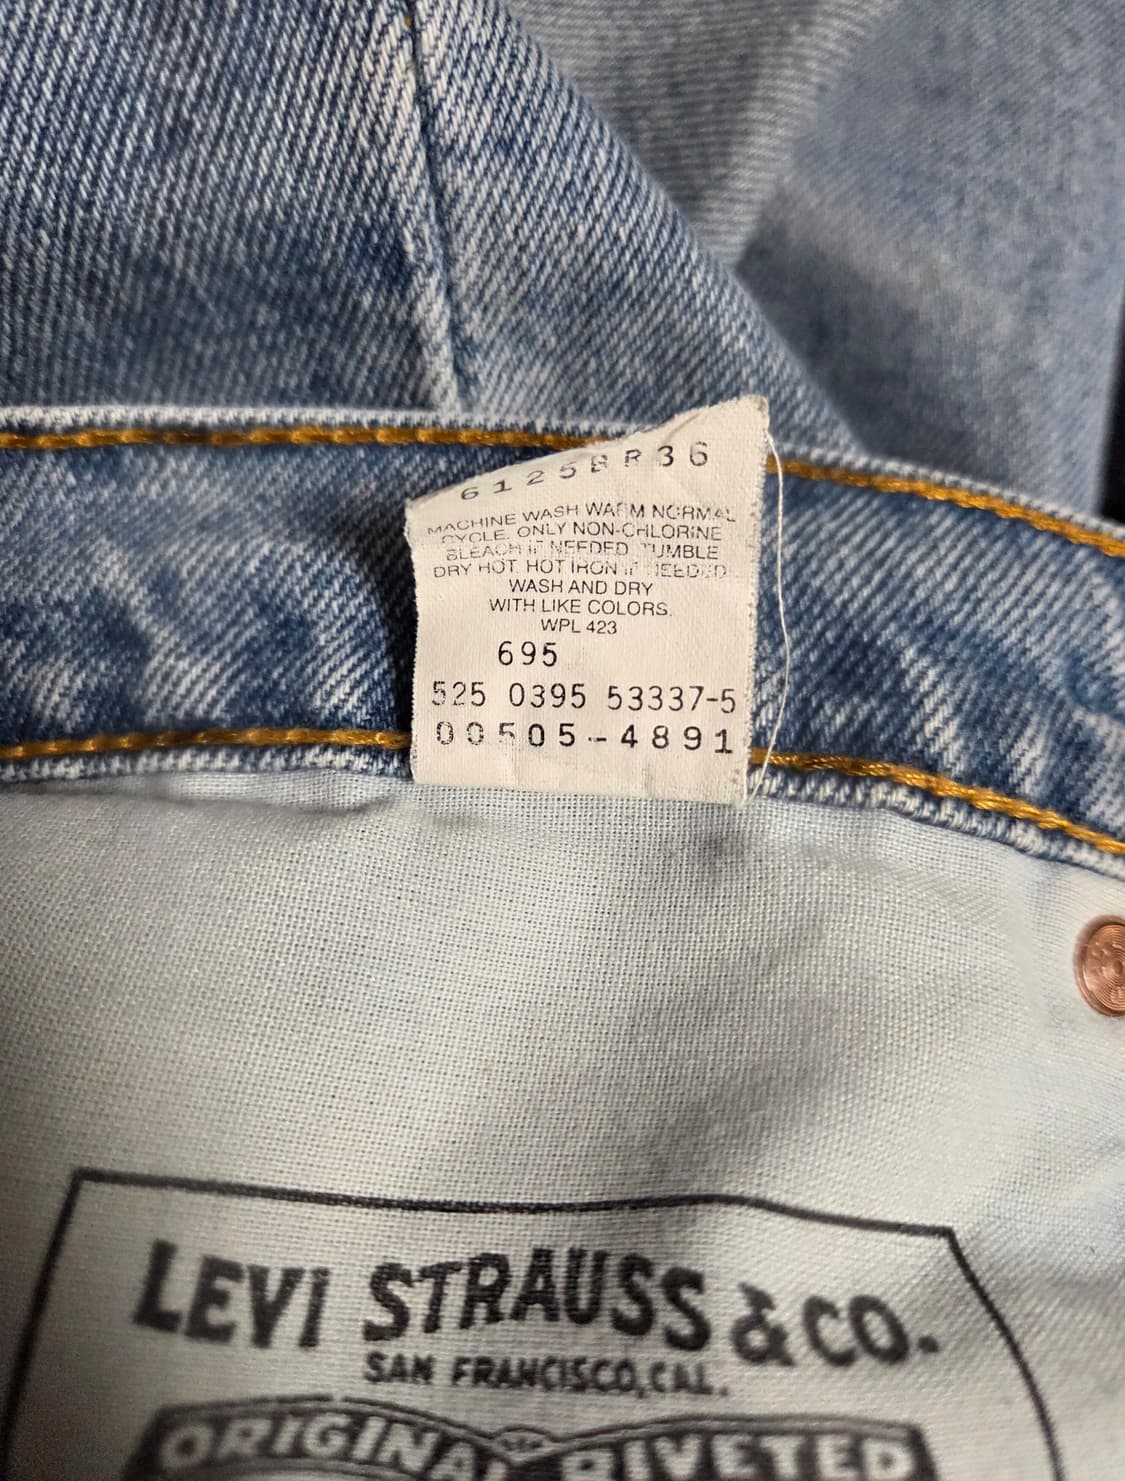 6125BR36
MACHINE WASH WARM NORMAL
CYCLE. ONLY NON-CHLORINE
BLEACH IF NEEDED. TUMBLE
DRY HOT. HOT IRON IF NEEDED.
WASH AND DRY
WITH LIKE COLORS.
WPL 423
695
525 0395 53337-5
00505-4891
LEVI STRAUSS & CO.
SAN FRANCISCO, CAL.
ORIGINAL RIVETED